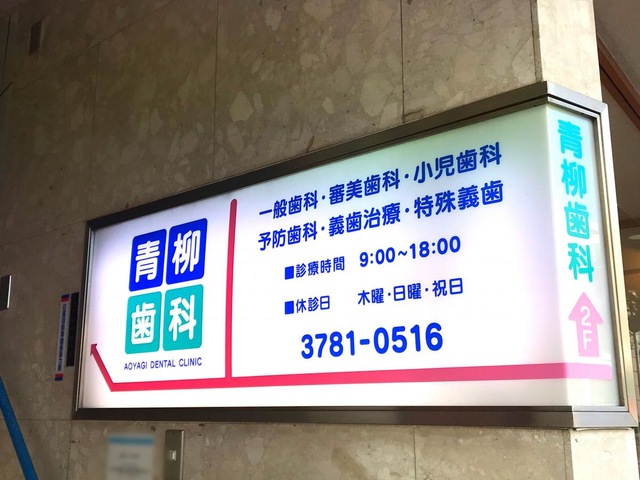 青柳
歯科
AOYAGI DENTAL CLINIC
一般歯科・審美歯科・小児歯科
予防歯科・義歯治療・特殊義歯
■診療時間 9:00~18:00
■休診日 木曜・日曜・祝日
3781-0516
青柳歯科
2F